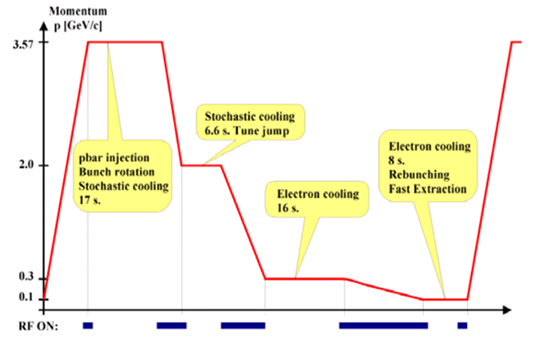 Momentum
p [GeV/c]
3.57
pbar injection
Bunch rotation
Stochastic cooling
17 s.
Stochastic cooling
6.6 s. Tune jump
2.0
Electron cooling
16 s.
Electron cooling
8 s.
Rebunching
Fast Extraction
0.3
0.1
RF ON: